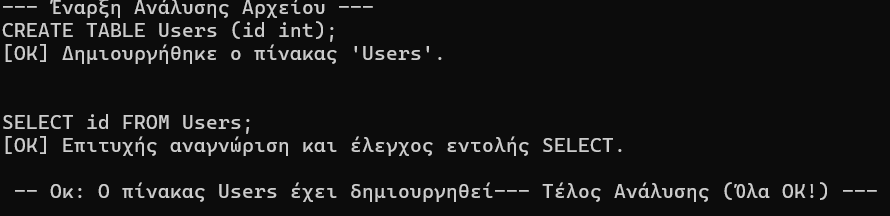 --- Έναρξη Ανάλυσης Αρχείου ---
CREATE TABLE Users (id int);
[OK] Δημιουργήθηκε ο πίνακας 'Users'.
SELECT id FROM Users;
[OK] Επιτυχής αναγνώριση και έλεγχος εντολής SELECT.
-- Οκ: Ο πίνακας Users έχει δημιουργηθεί--- Τέλος Ανάλυσης (Όλα OK!) ---